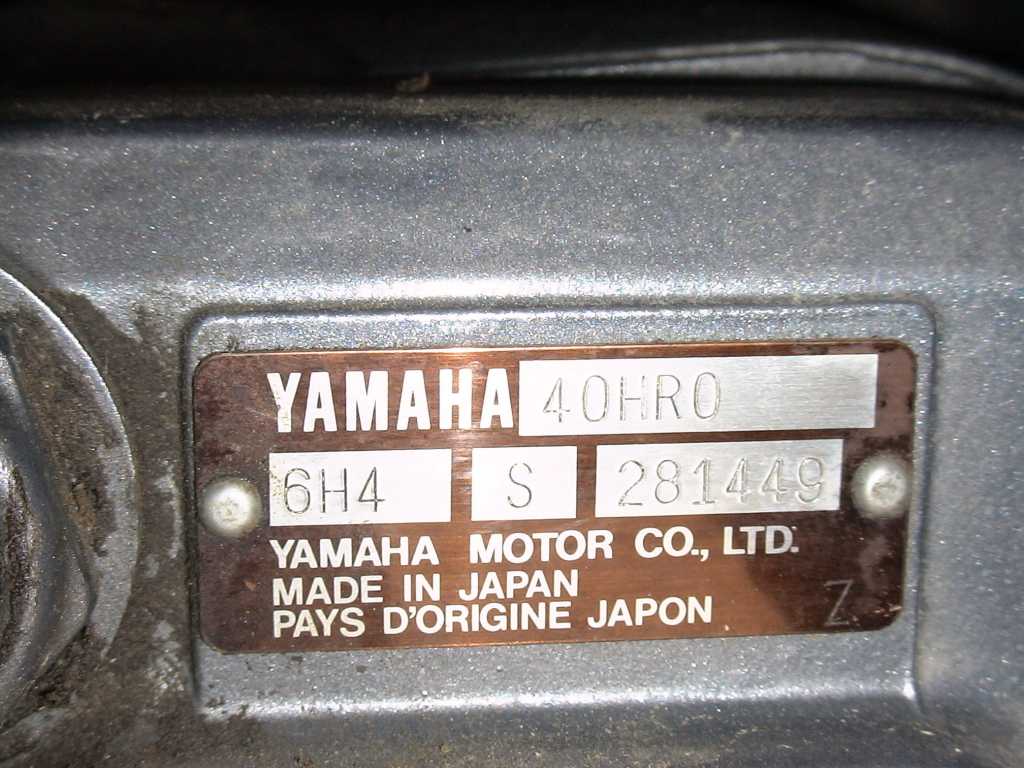 YAMAHA 40HRO
6H4 S 281449
YAMAHA MOTOR CO., LTD.
MADE IN JAPAN
PAYS D'ORIGINE JAPON Z